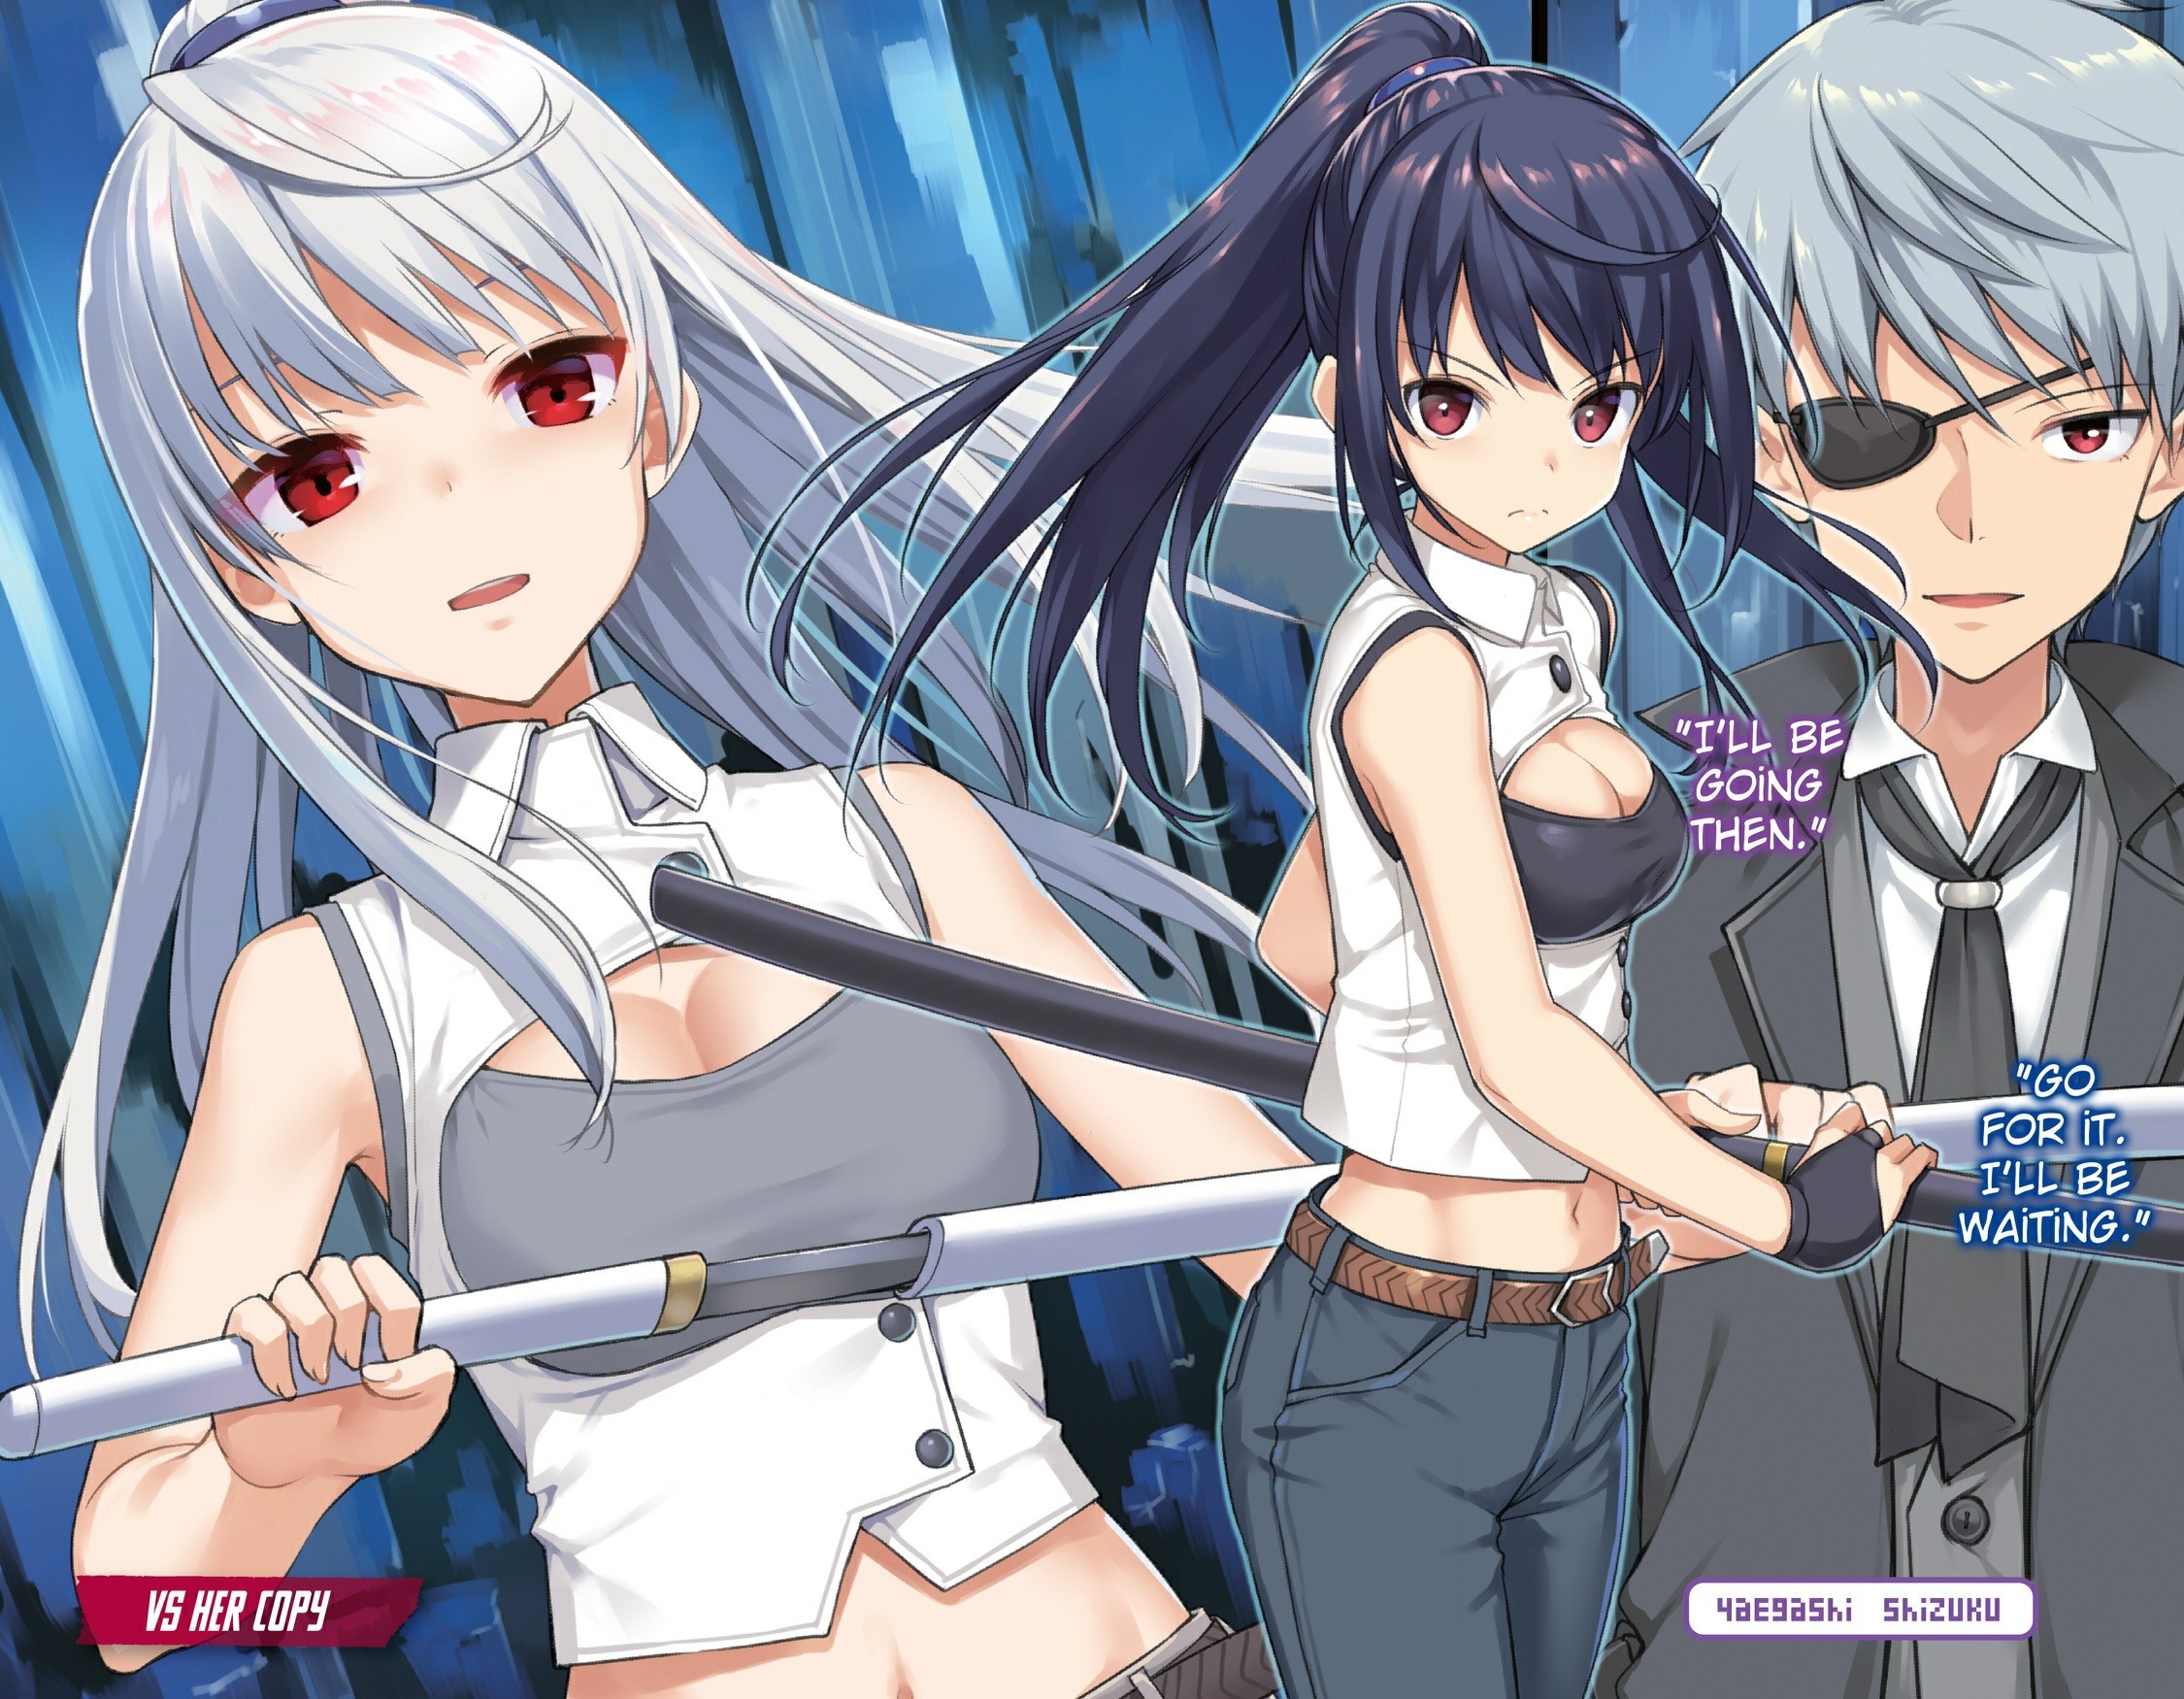 "I'LL BE
GOING
THEN."
"GO
FOR IT.
I'LL BE
WAITING."
VS HER COPY
YAEGASHI SHIZUKU